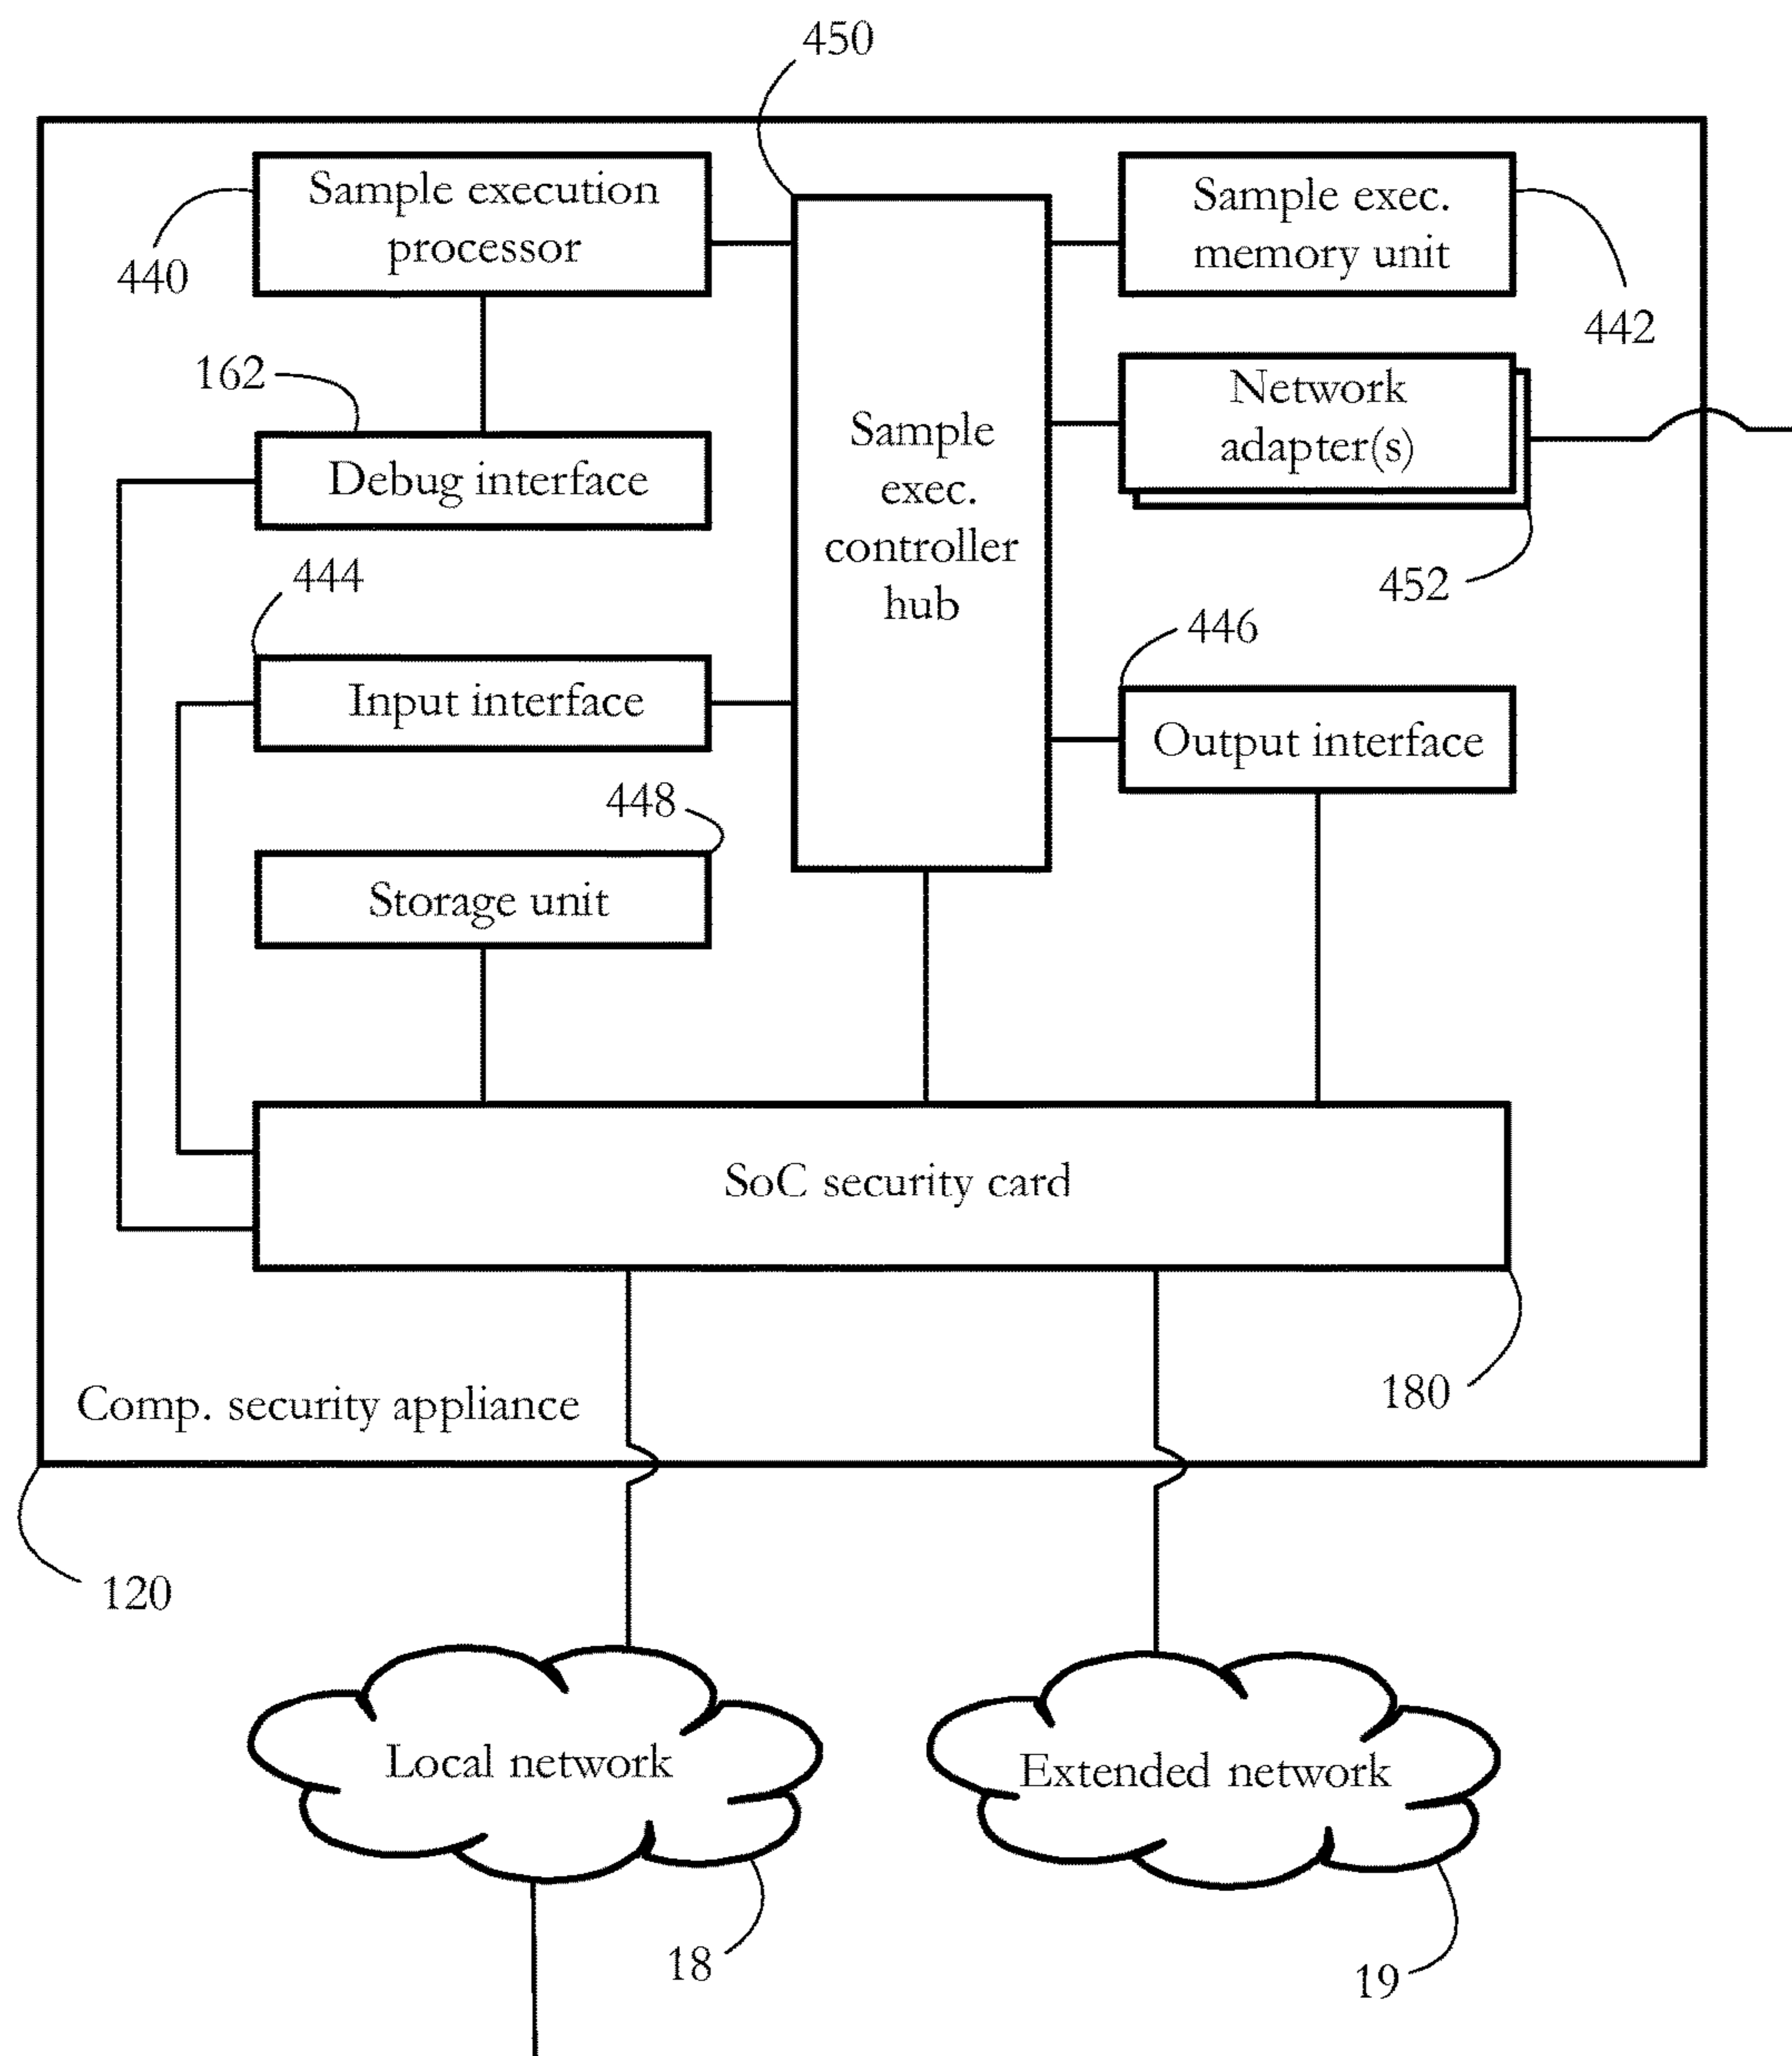 450
Sample execution
processor
440
Sample exec.
memory unit
442
162
Debug interface
Network
adapter(s)
452
Sample
exec.
controller
hub
444
Input interface
446
Output interface
448
Storage unit
SoC security card
180
Comp. security appliance
120
Local network
18
Extended network
19